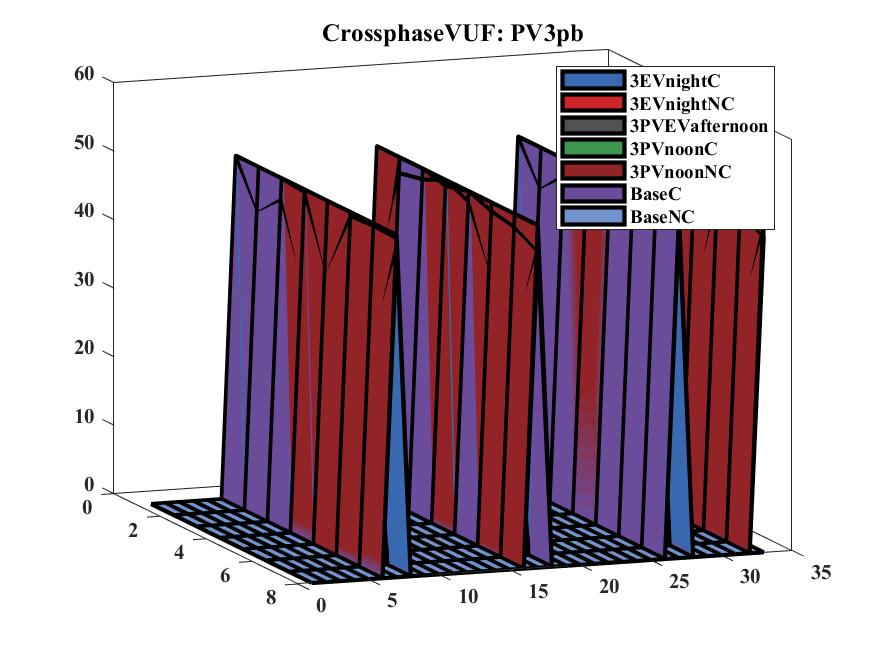 CrossphaseVUF: PV3pb
3EVnightC
3EVnightNC
3PVEVafternoon
3PVnoonC
3PVnoonNC
BaseC
BaseNC
60
50
40
30
20
10
0
0
2
4
6
8
0
5
10
15
20
25
30
35